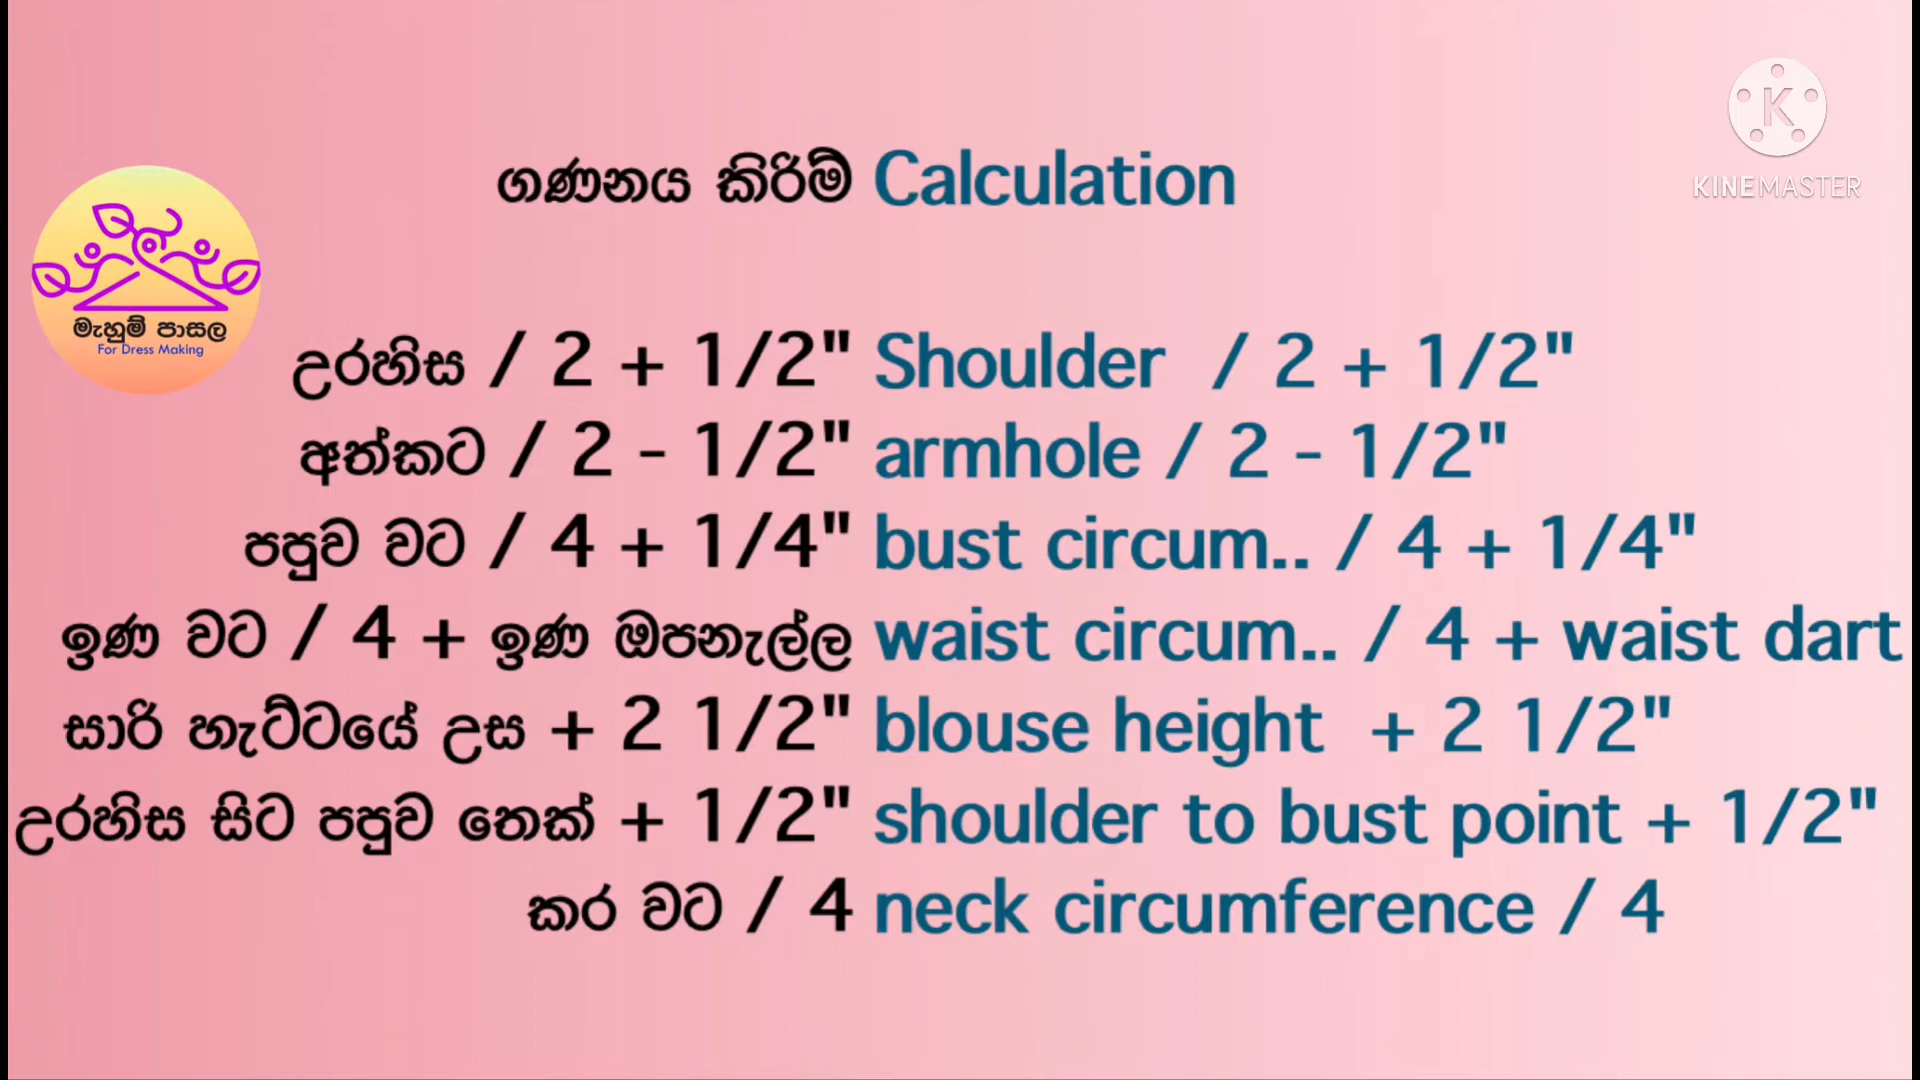 ගණනය කිරිම් Calculation
KINEMASTER
මැහුම් පාසල
For Dress Making
උරහිස / 2 + 1/2" Shoulder / 2 + 1/2"
අත්කට / 2 - 1/2" armhole / 2 - 1/2"
පපුව වට / 4 + 1/4" bust circum.. / 4 + 1/4"
ඉණ වට / 4 + ඉණ ඔපනැල්ල waist circum.. / 4 + waist dart
සාරි හැට්ටයේ උස + 2 1/2" blouse height + 2 1/2"
උරහිස සිට පපුව තෙක් + 1/2" shoulder to bust point + 1/2"
කර වට / 4 neck circumference / 4